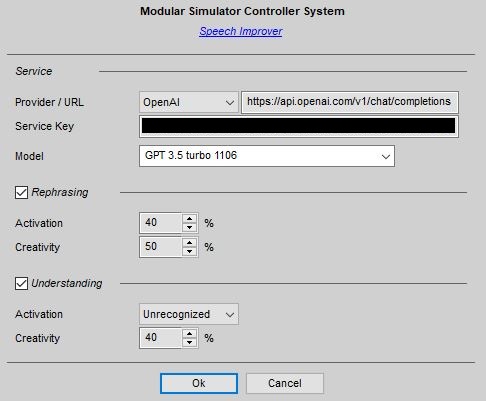 Modular Simulator Controller System
Speech Improver
Service
Provider / URL OpenAI https://api.openai.com/v1/chat/completions
Service Key
Model GPT 3.5 turbo 1106
Rephrasing
Activation 40 %
Creativity 50 %
Understanding
Activation Unrecognized
Creativity 40 %
Ok Cancel